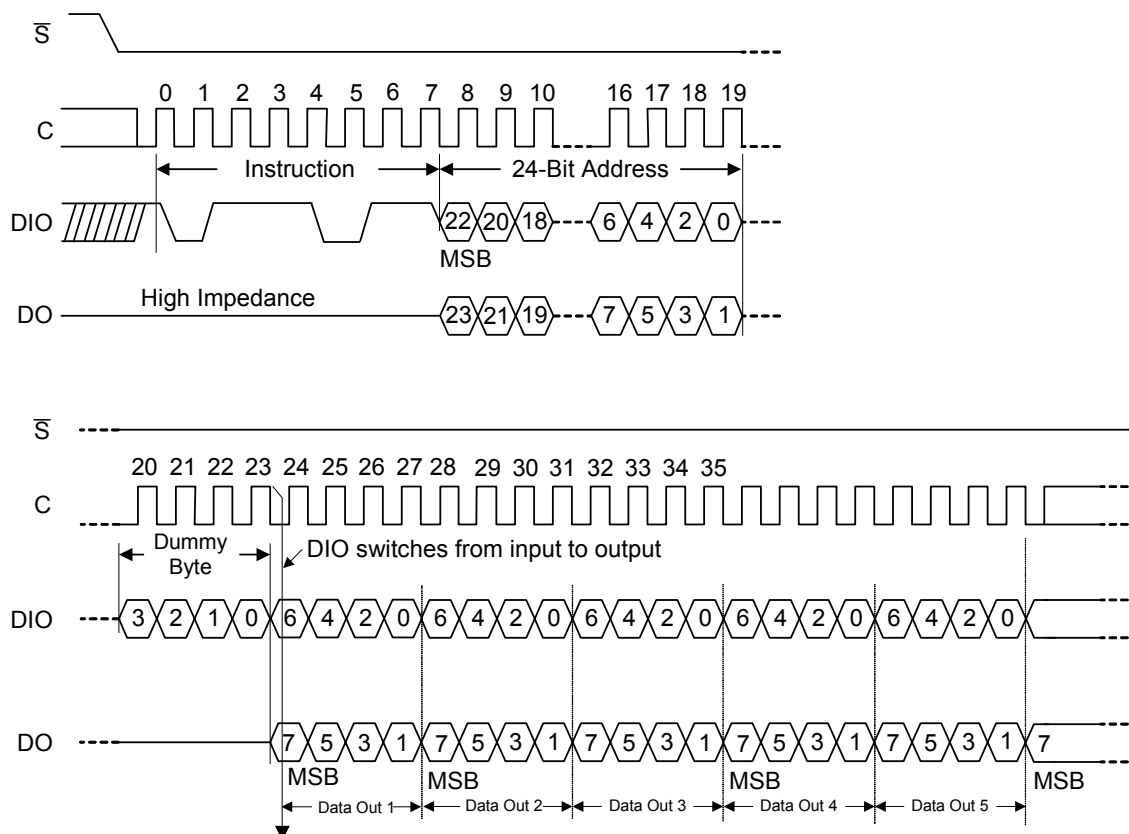 S
0 1 2 3 4 5 6 7 8 9 10 16 17 18 19
C
Instruction 24-Bit Address
DIO 22 20 18 6 4 2 0
MSB
High Impedance
DO 23 21 19 7 5 3 1
S
20 21 22 23 24 25 26 27 28 29 30 31 32 33 34 35
C
Dummy
Byte
DIO switches from input to output
DIO 3 2 1 0 6 4 2 0 6 4 2 0 6 4 2 0 6 4 2 0 6 4 2 0
DO 7 5 3 1 7 5 3 1 7 5 3 1 7 5 3 1 7 5 3 1 7
MSB MSB MSB MSB
Data Out 1 Data Out 2 Data Out 3 Data Out 4 Data Out 5